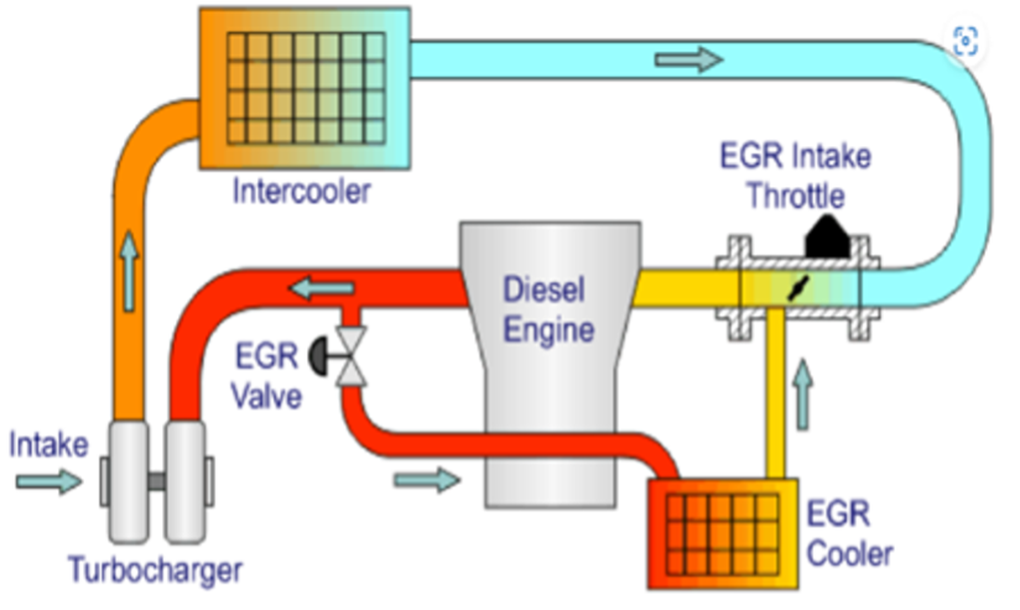 Intercooler
EGR Intake
Throttle
Diesel
Engine
EGR
Valve
Intake
EGR
Cooler
Turbocharger